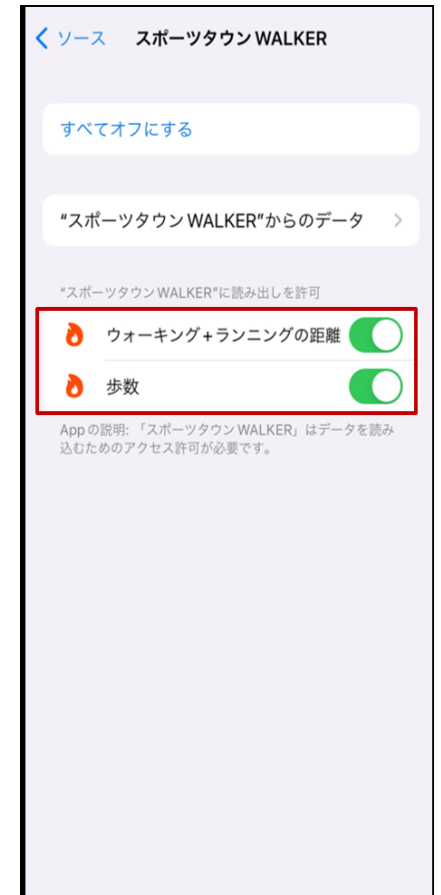 ソース スポーツタウン WALKER
すべてオフにする
“スポーツタウン WALKER”からのデータ
“スポーツタウン WALKER”に読み出しを許可
ウォーキング+ランニングの距離
歩数
App の説明: 「スポーツタウン WALKER」はデータを読み
込むためのアクセス許可が必要です。